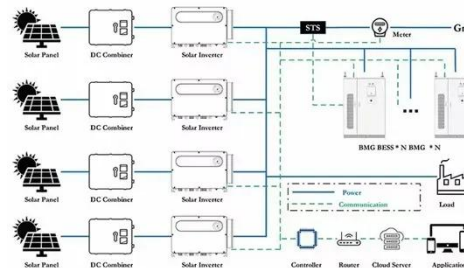 STS
Meter
Solar Panel DC Combiner Solar Inverter
Solar Panel DC Combiner Solar Inverter
BMG BESS * N BMG * N
Solar Panel DC Combiner Solar Inverter
Power
Communication
Load
Solar Panel DC Combiner Solar Inverter
Controller Router Cloud Server Application